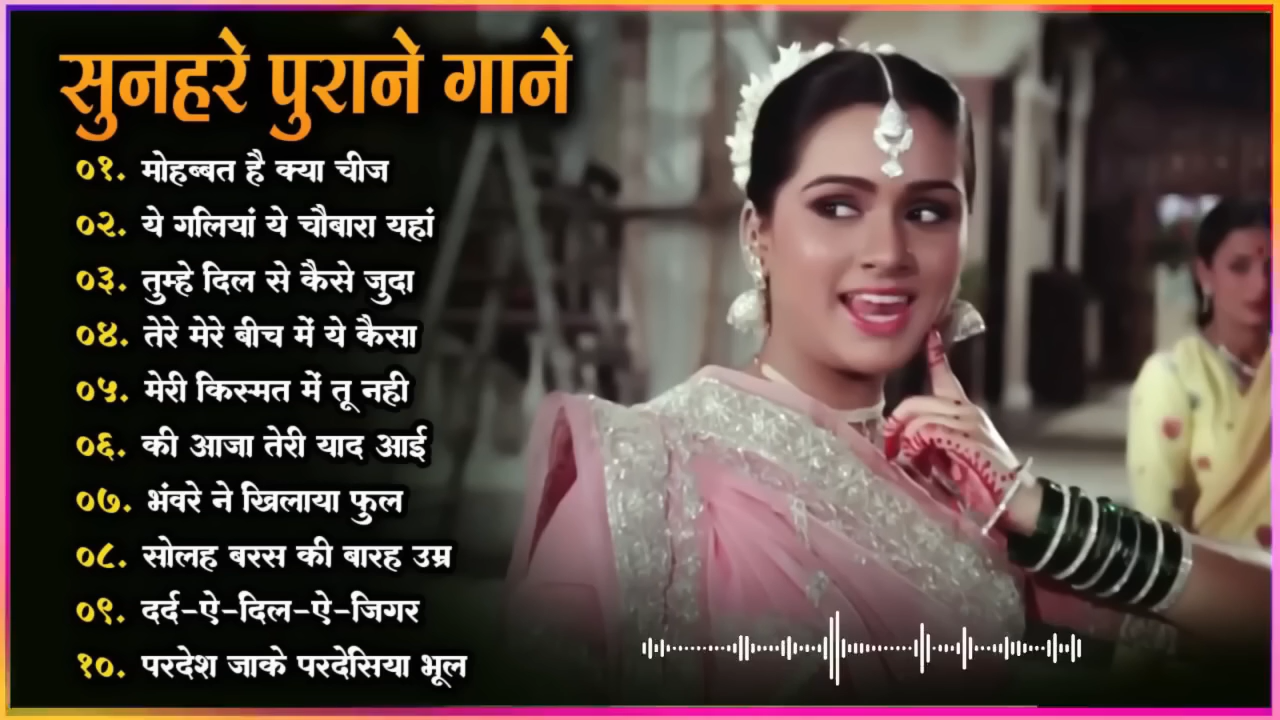 सुनहरे पुराने गाने
०१. मोहब्बत है क्या चीज
०२. ये गलियां ये चौबारा यहां
०३. तुम्हे दिल से कैसे जुदा
०४. तेरे मेरे बीच में ये कैसा
०५. मेरी किस्मत में तू नही
०६. की आजा तेरी याद आई
०७. भंवरे ने खिलाया फुल
०८. सोलह बरस की बारह उम्र
०९. दर्द-ऐ-दिल-ऐ-जिगर
१०. परदेश जाके परदेसिया भूल